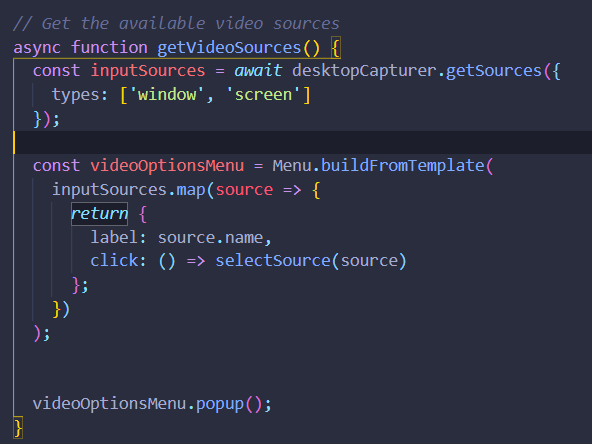 // Get the available video sources
async function getVideoSources() {
  const inputSources = await desktopCapturer.getSources({
    types: ['window', 'screen']
  });

  const videoOptionsMenu = Menu.buildFromTemplate(
    inputSources.map(source => {
      return {
        label: source.name,
        click: () => selectSource(source)
      };
    })
  );


  videoOptionsMenu.popup();
}